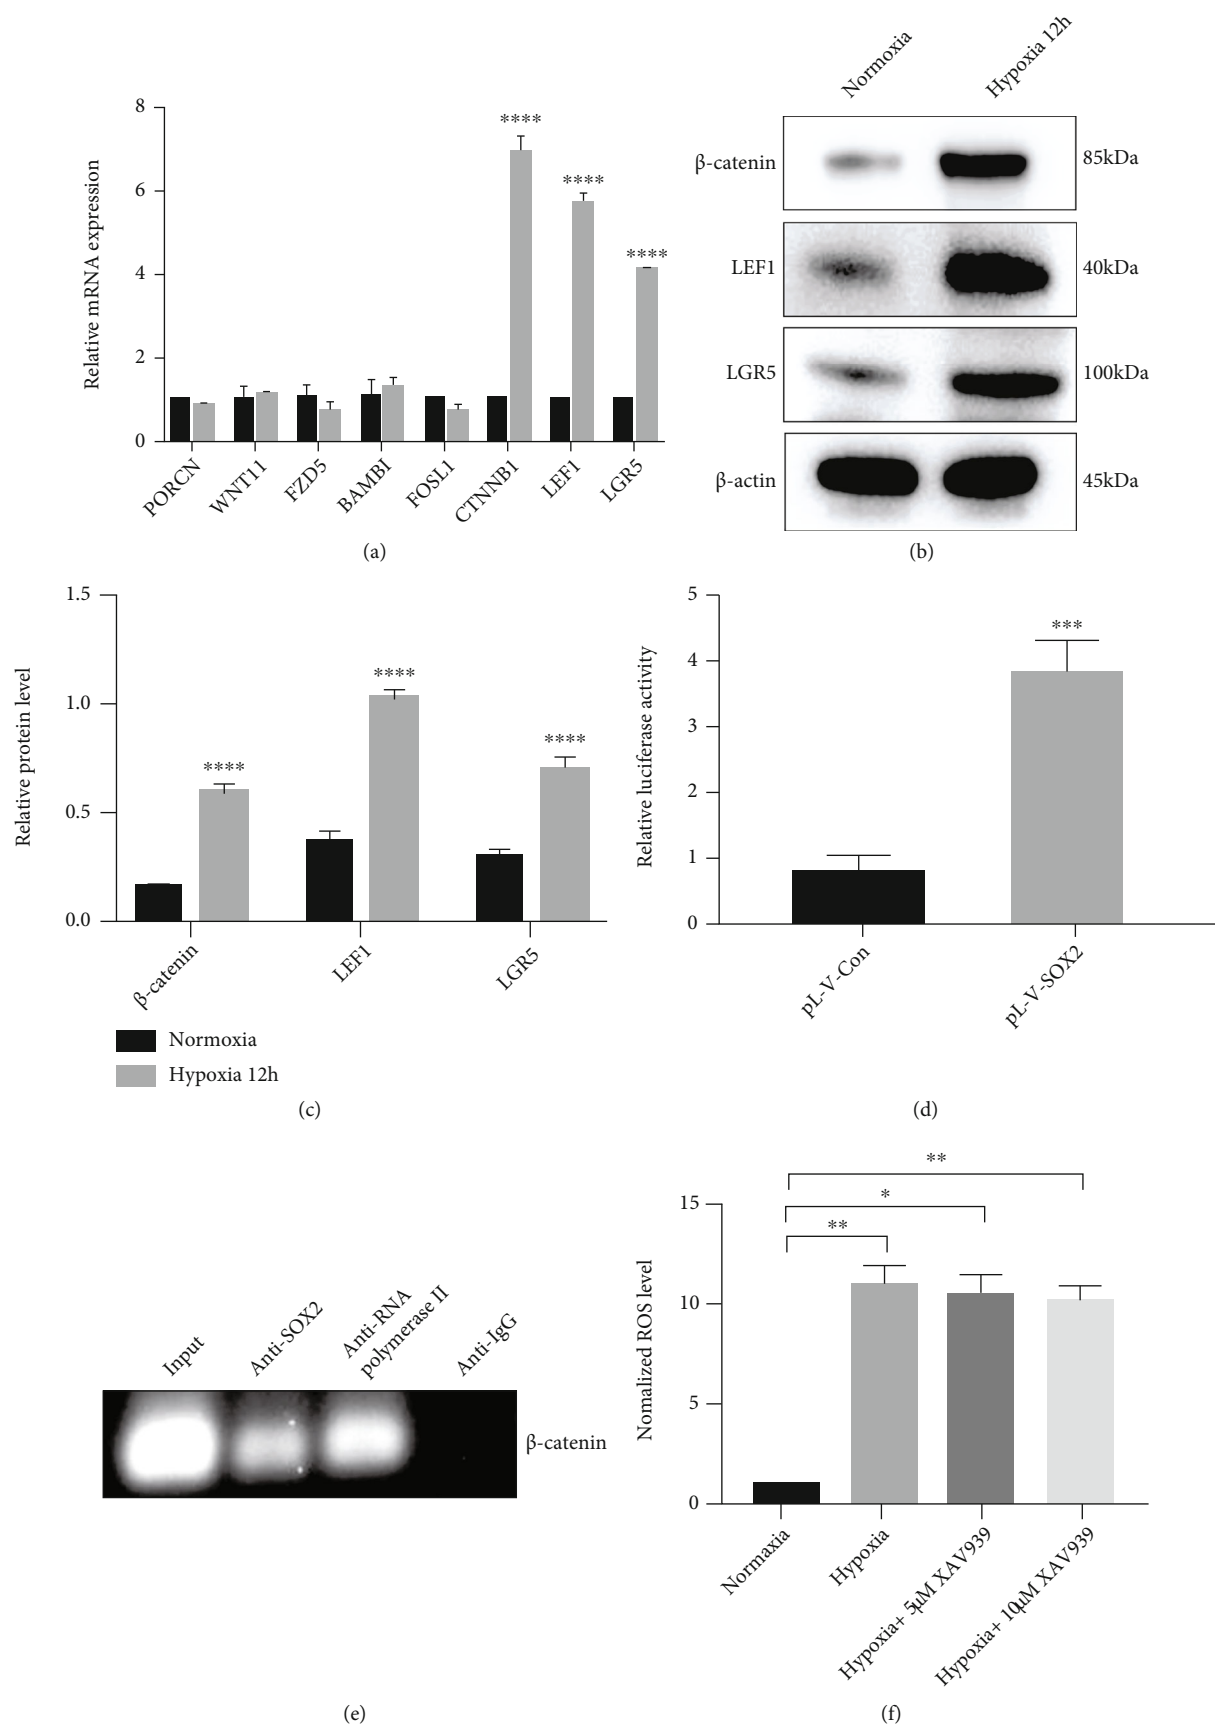 8
6
4
2
0
Relative mRNA expression
****
****
****
PORCN
WNT11
FZD5
BAMBI
FOSL1
CTNNB1
LEF1
LGR5
(a)
Normoxia
Hypoxia 12h
β-catenin
85kDa
LEF1
40kDa
LGR5
100kDa
β-actin
45kDa
(b)
1.5
1.0
0.5
0.0
Relative protein level
****
****
****
β-catenin
LEF1
LGR5
Normoxia
Hypoxia 12h
(c)
5
4
3
2
1
0
Relative luciferase activity
***
pL-V-Con
pL-V-SOX2
(d)
Input
Anti-SOX2
Anti-RNA
polymerase II
Anti-IgG
β-catenin
(e)
15
10
5
0
Nomalized ROS level
**
*
**
Normaxia
Hypoxia
Hypoxia+ 5μM XAV939
Hypoxia+ 10μM XAV939
(f)